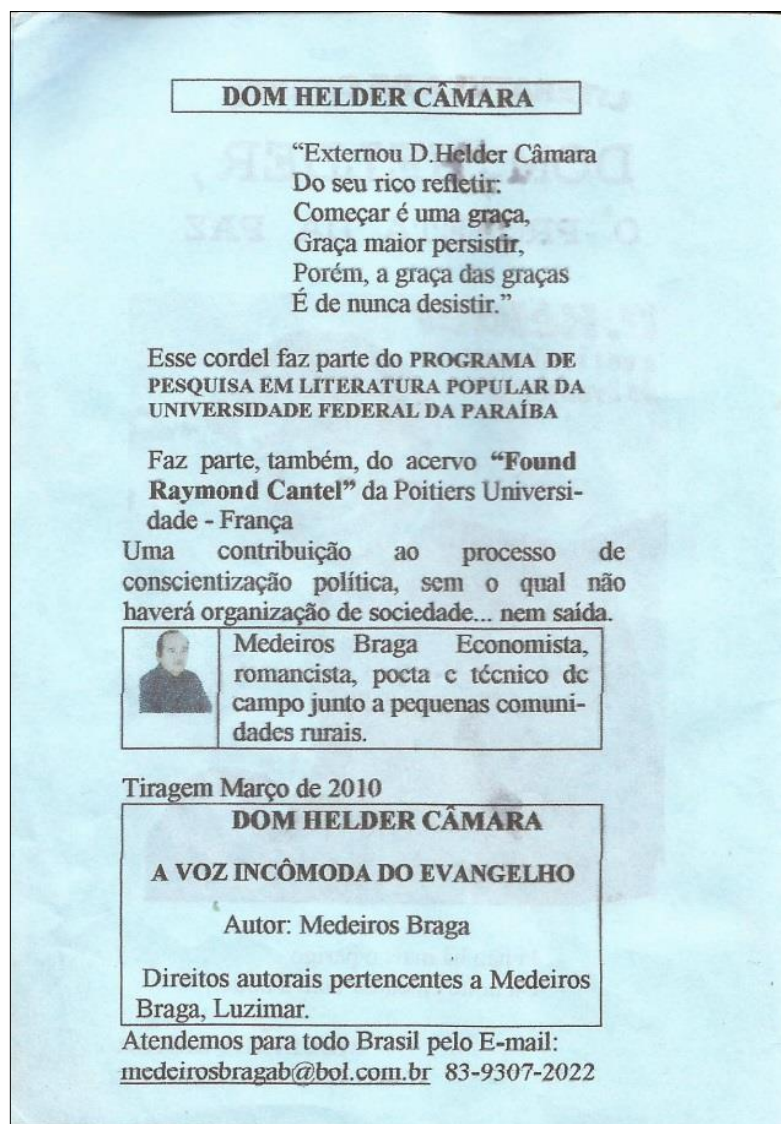 DOM HELDER CÂMARA
“Externou D.Helder Câmara
Do seu rico refletir:
Começar é uma graça,
Graça maior persistir,
Porém, a graça das graças
É de nunca desistir.”
Esse cordel faz parte do PROGRAMA DE
PESQUISA EM LITERATURA POPULAR DA
UNIVERSIDADE FEDERAL DA PARAÍBA
Faz parte, também, do acervo “Found
Raymond Cantel” da Poitiers Universi-
dade - França
Uma contribuição ao processo de
conscientização política, sem o qual não
haverá organização de sociedade... nem saída.
Medeiros Braga Economista,
romancista, poeta e técnico de
campo junto a pequenas comuni-
dades rurais.
Tiragem Março de 2010
DOM HELDER CÂMARA
A VOZ INCÔMODA DO EVANGELHO
Autor: Medeiros Braga
Direitos autorais pertencentes a Medeiros
Braga, Luzimar.
Atendemos para todo Brasil pelo E-mail:
medeirosbragab@bol.com.br 83-9307-2022